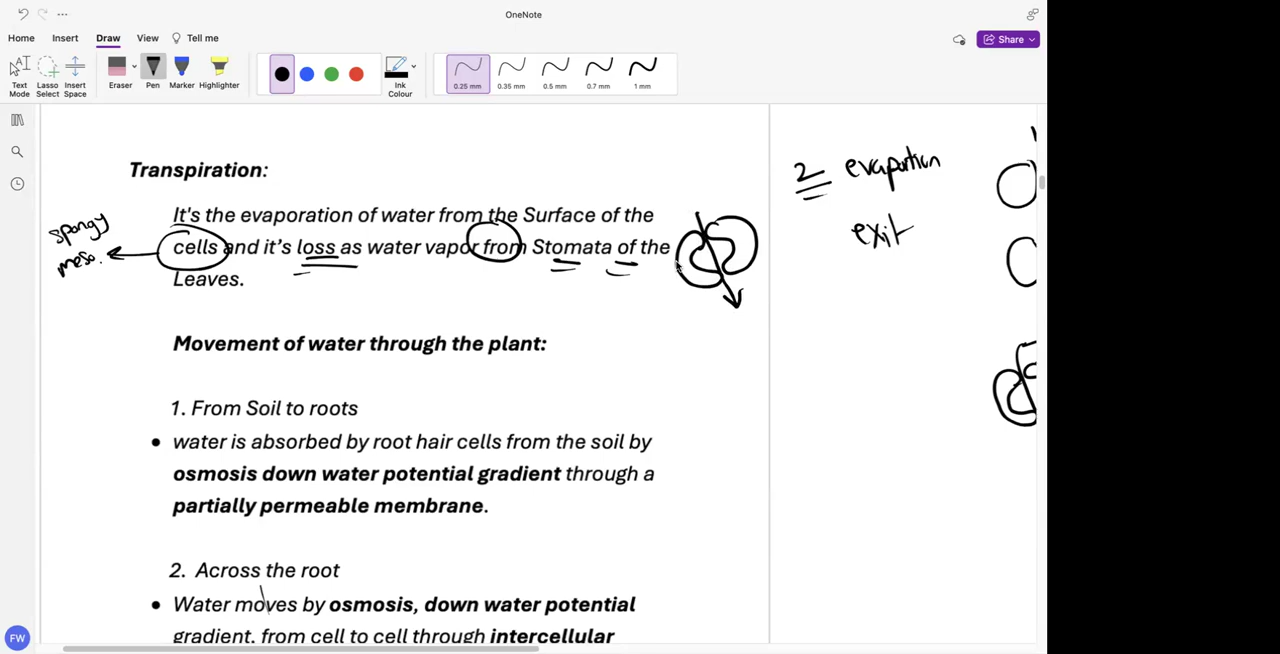 OneNote
Home Insert Draw View Tell me
Share
Text Mode
Lasso Select
Insert Space
Eraser
Pen
Marker
Highlighter
Ink Colour
0.25 mm
0.35 mm
0.5 mm
0.7 mm
1 mm
Transpiration:
It's the evaporation of water from the Surface of the
cells and it's loss as water vapor from Stomata of the
Leaves.
spongy
meso.
2 evaportion
exit
Movement of water through the plant:
1. From Soil to roots
• water is absorbed by root hair cells from the soil by
osmosis down water potential gradient through a
partially permeable membrane.
2. Across the root
• Water moves by osmosis, down water potential
gradient, from cell to cell through intercellular
FW